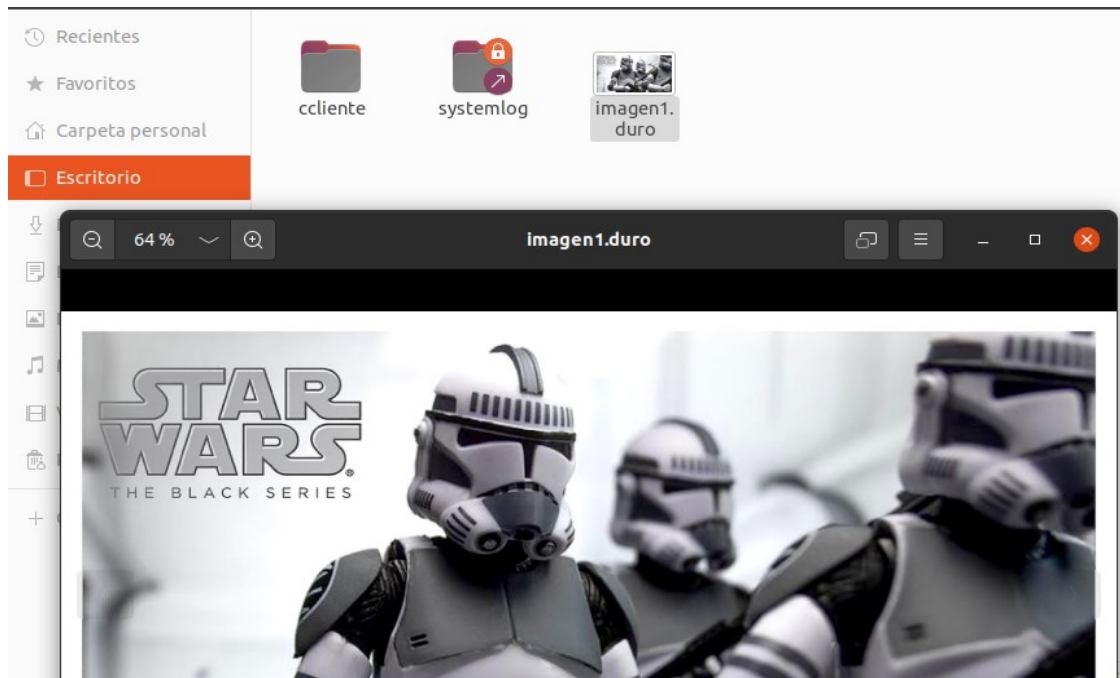 Recientes
Favoritos
Carpeta personal
Escritorio
ccliente
systemlog
imagen1.
duro
64 %
imagen1.duro
STAR
WARS
THE BLACK SERIES